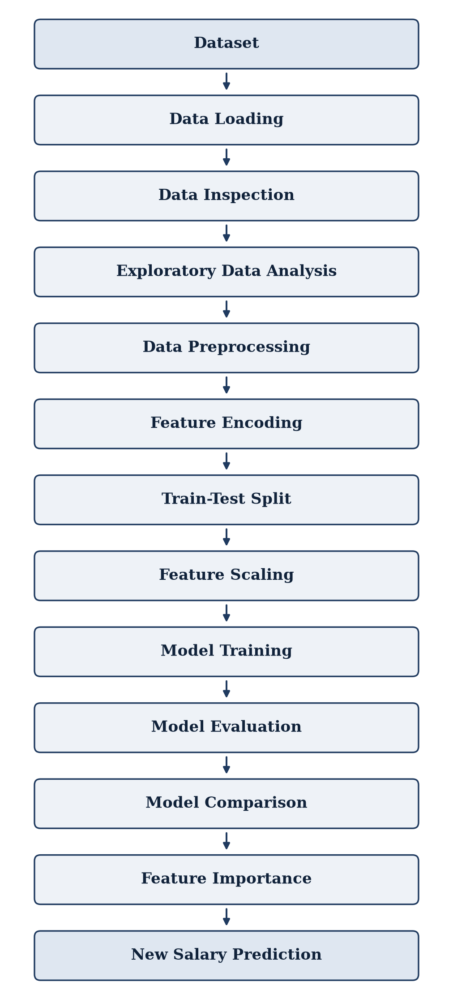 Dataset
Data Loading
Data Inspection
Exploratory Data Analysis
Data Preprocessing
Feature Encoding
Train-Test Split
Feature Scaling
Model Training
Model Evaluation
Model Comparison
Feature Importance
New Salary Prediction